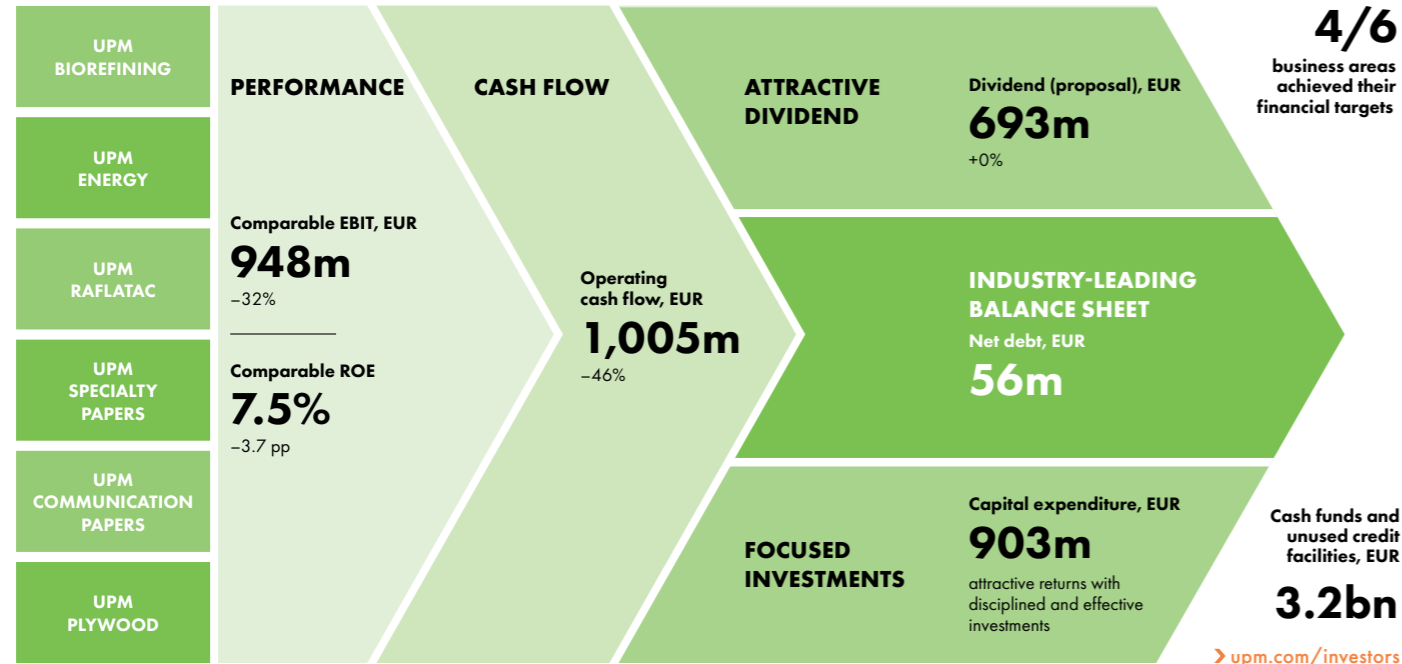 UPM
BIOREFINING
UPM
ENERGY
UPM
RAFLATAC
UPM
SPECIALTY
PAPERS
UPM
COMMUNICATION
PAPERS
UPM
PLYWOOD
PERFORMANCE
Comparable EBIT, EUR
948m
–32%
Comparable ROE
7.5%
–3.7 pp
CASH FLOW
Operating
cash flow, EUR
1,005m
–46%
ATTRACTIVE
DIVIDEND
Dividend (proposal), EUR
693m
+0%
INDUSTRY-LEADING
BALANCE SHEET
Net debt, EUR
56m
FOCUSED
INVESTMENTS
Capital expenditure, EUR
903m
attractive returns with
disciplined and effective
investments
4/6
business areas
achieved their
financial targets
Cash funds and
unused credit
facilities, EUR
3.2bn
upm.com/investors